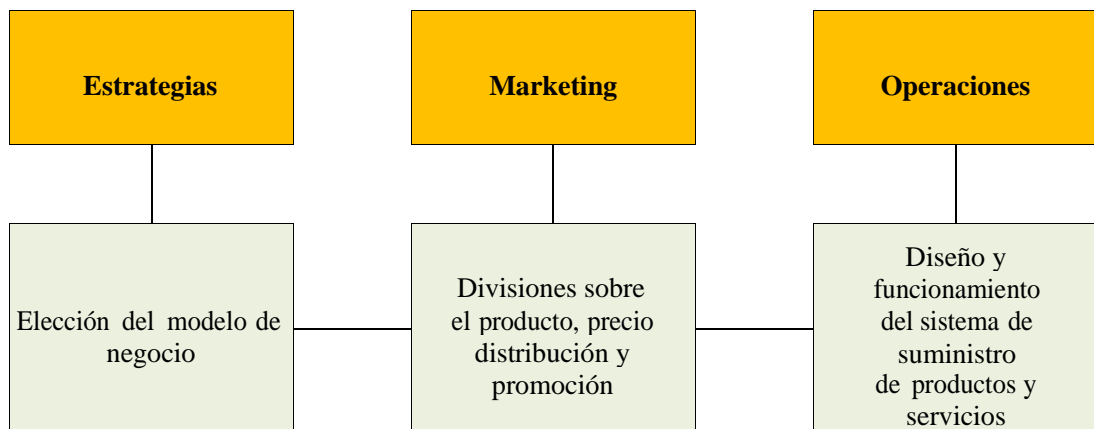 Estrategias
Marketing
Operaciones
Elección del modelo de
negocio
Divisiones sobre
el producto, precio
distribución y
promoción
Diseño y
funcionamiento
del sistema de
suministro
de productos y
servicios